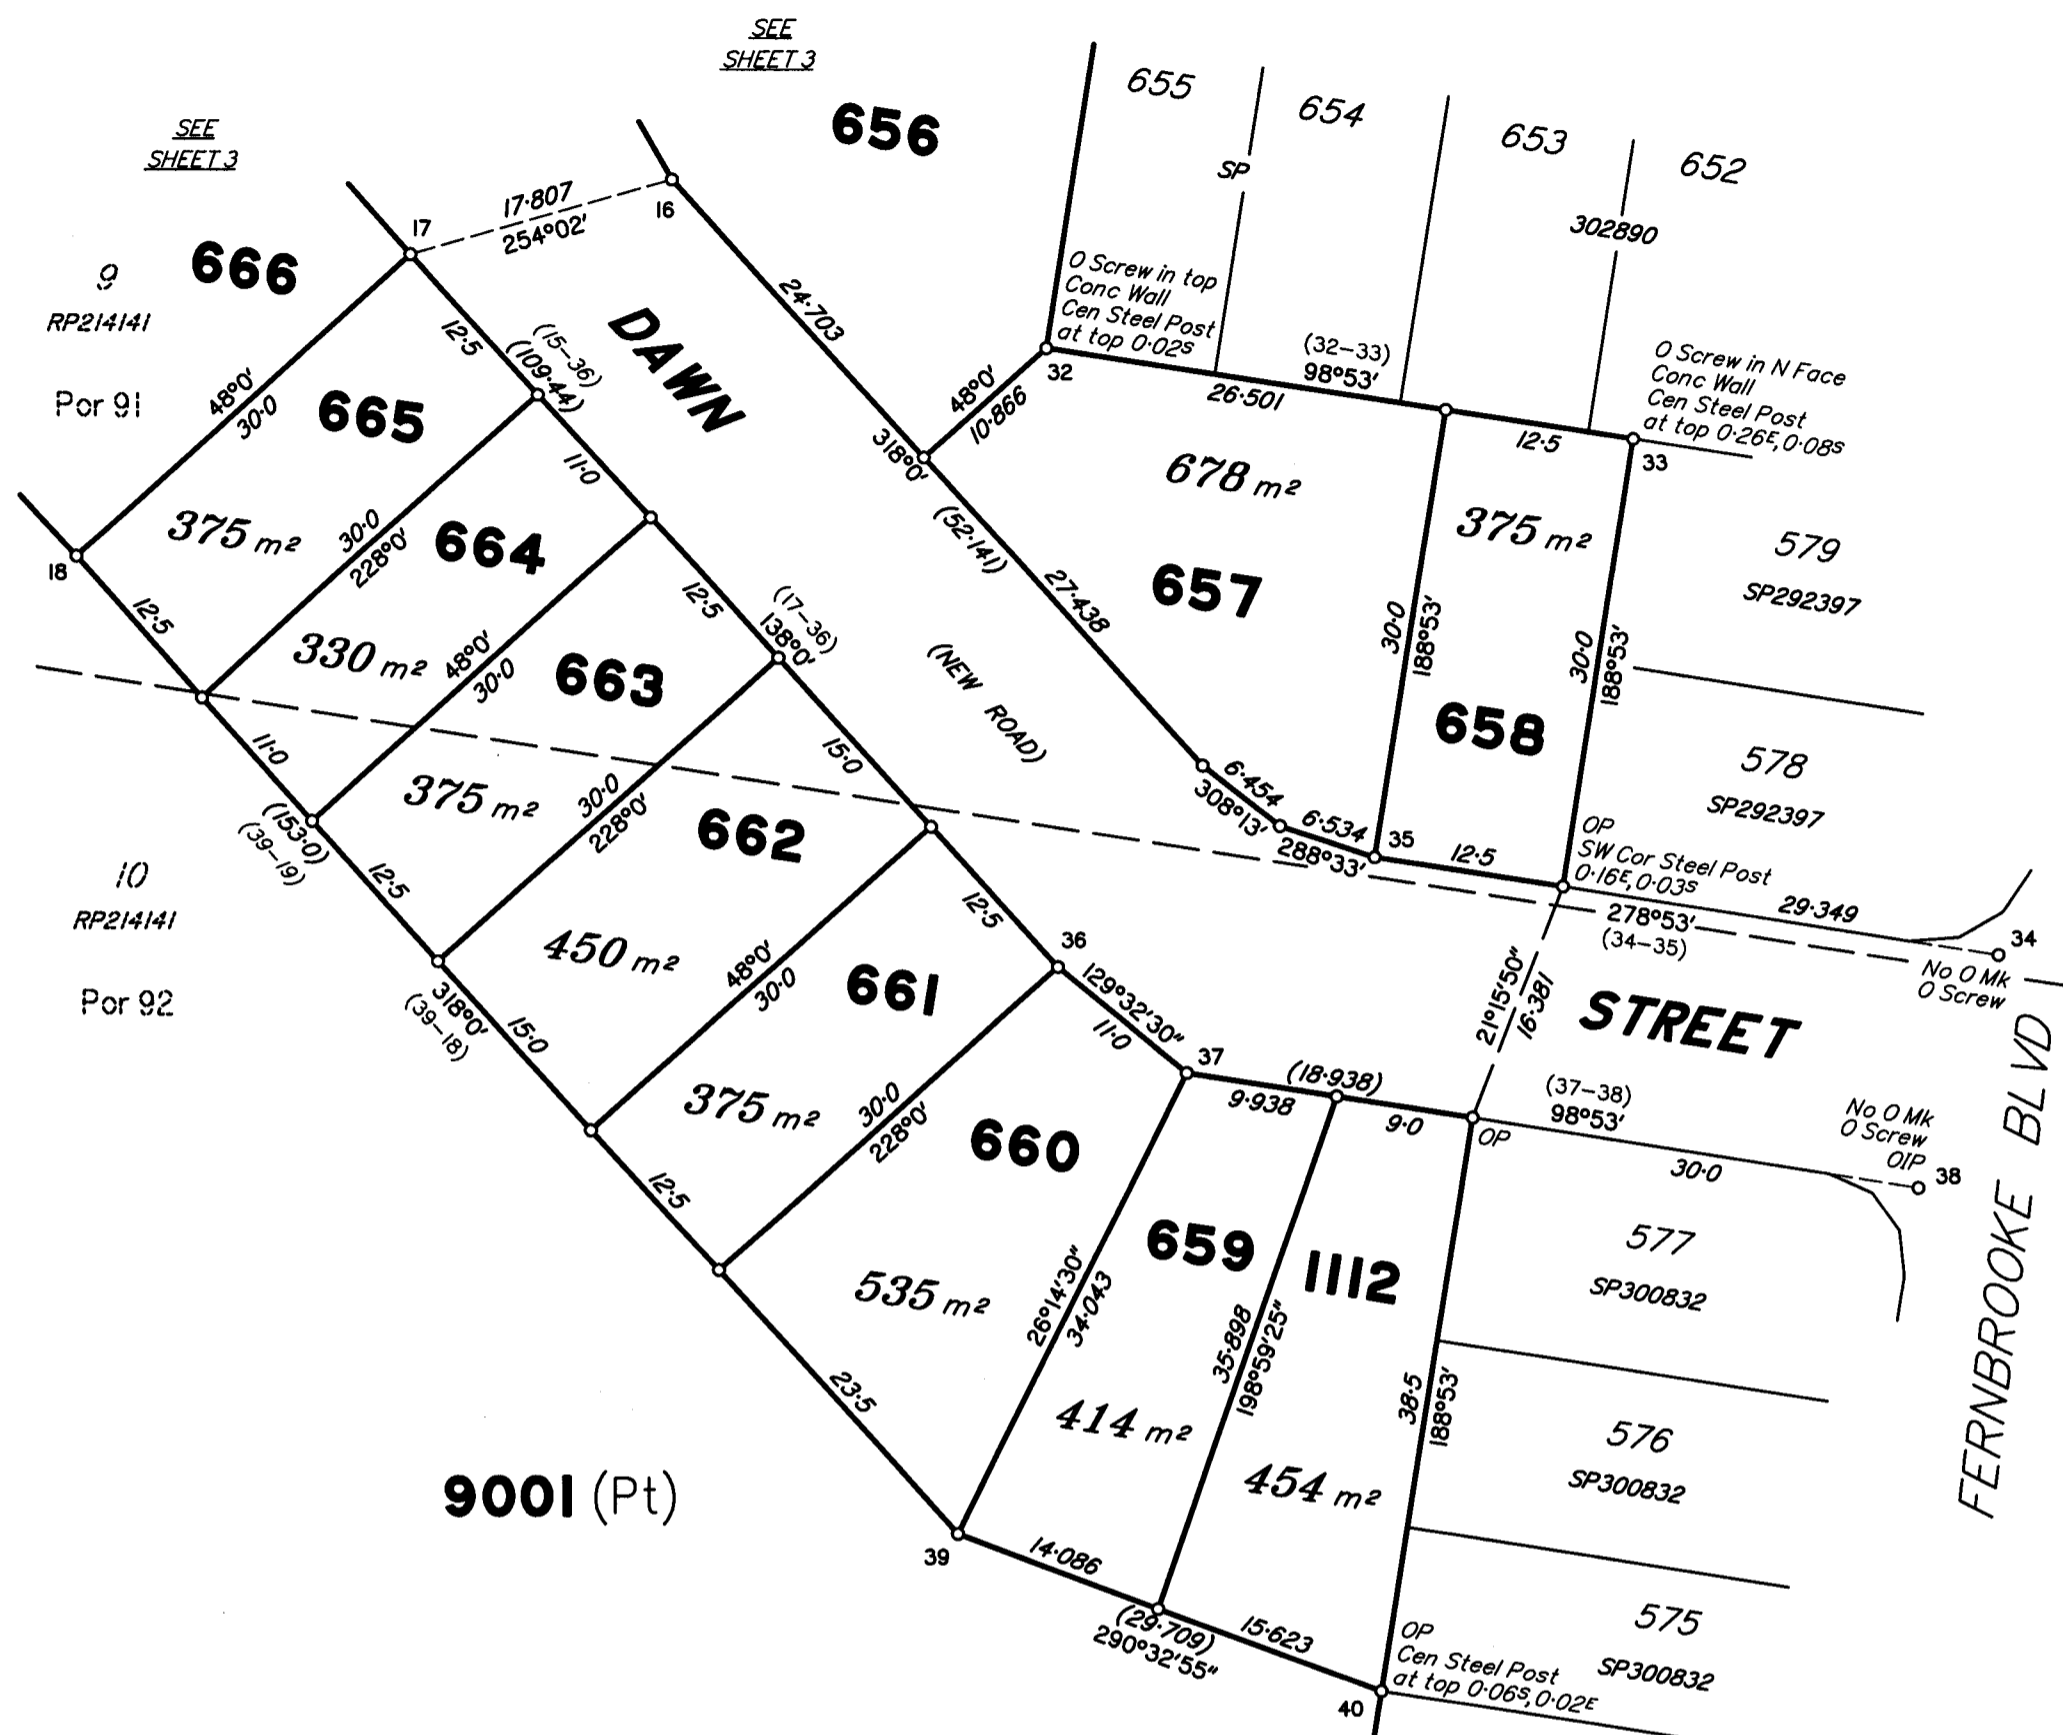 SEE
SHEET 3
SEE
SHEET 3
656
655
654
653
652
SP
302890
666
9
RP214141
Por 91
17
17·807
254°02'
16
DAWN
24·703
O Screw in top
Conc Wall
Cen Steel Post
at top 0·02S
32
(32–33)
98°53'
26·501
12·5
O Screw in N Face
Conc Wall
Cen Steel Post
at top 0·26E, 0·08S
33
12·5
(15–36)
(109·44)
48°0'
30·0
665
375 m²
18
12·5
11·0
30·0
228°0'
664
330 m²
318°0'
48°0'
10·866
(52·141)
27·438
678 m²
657
375 m²
658
30·0
188°53'
30·0
188°53'
579
SP292397
578
SP292397
12·5
(17–36)
138°0'
48°0'
30·0
663
375 m²
11·0
(153·0)
(39–19)
15·0
(NEW ROAD)
6·454
308°13'
6·534
288°33'
35
12·5
OP
SW Cor Steel Post
0·16E, 0·03S
29·349
278°53'
(34–35)
34
No O Mk
O Screw
10
RP214141
Por 92
12·5
30·0
228°0'
662
450 m²
318°0'
(39–18)
15·0
12·5
48°0'
30·0
661
375 m²
36
129°32'30"
11·0
37
(18·938)
9·938
9·0
21°15'50"
16·381
STREET
(37–38)
98°53'
OP
30·0
No O Mk
O Screw
OIP
38
FERNBROOKE BLVD
12·5
30·0
228°0'
660
535 m²
23·5
26°14'30"
34·043
659
414 m²
35·898
198°59'25"
1112
454 m²
38·5
188°53'
577
SP300832
576
SP300832
575
SP300832
9001 (Pt)
39
14·086
(29·709)
290°32'55"
15·623
40
OP
Cen Steel Post
at top 0·06S, 0·02E